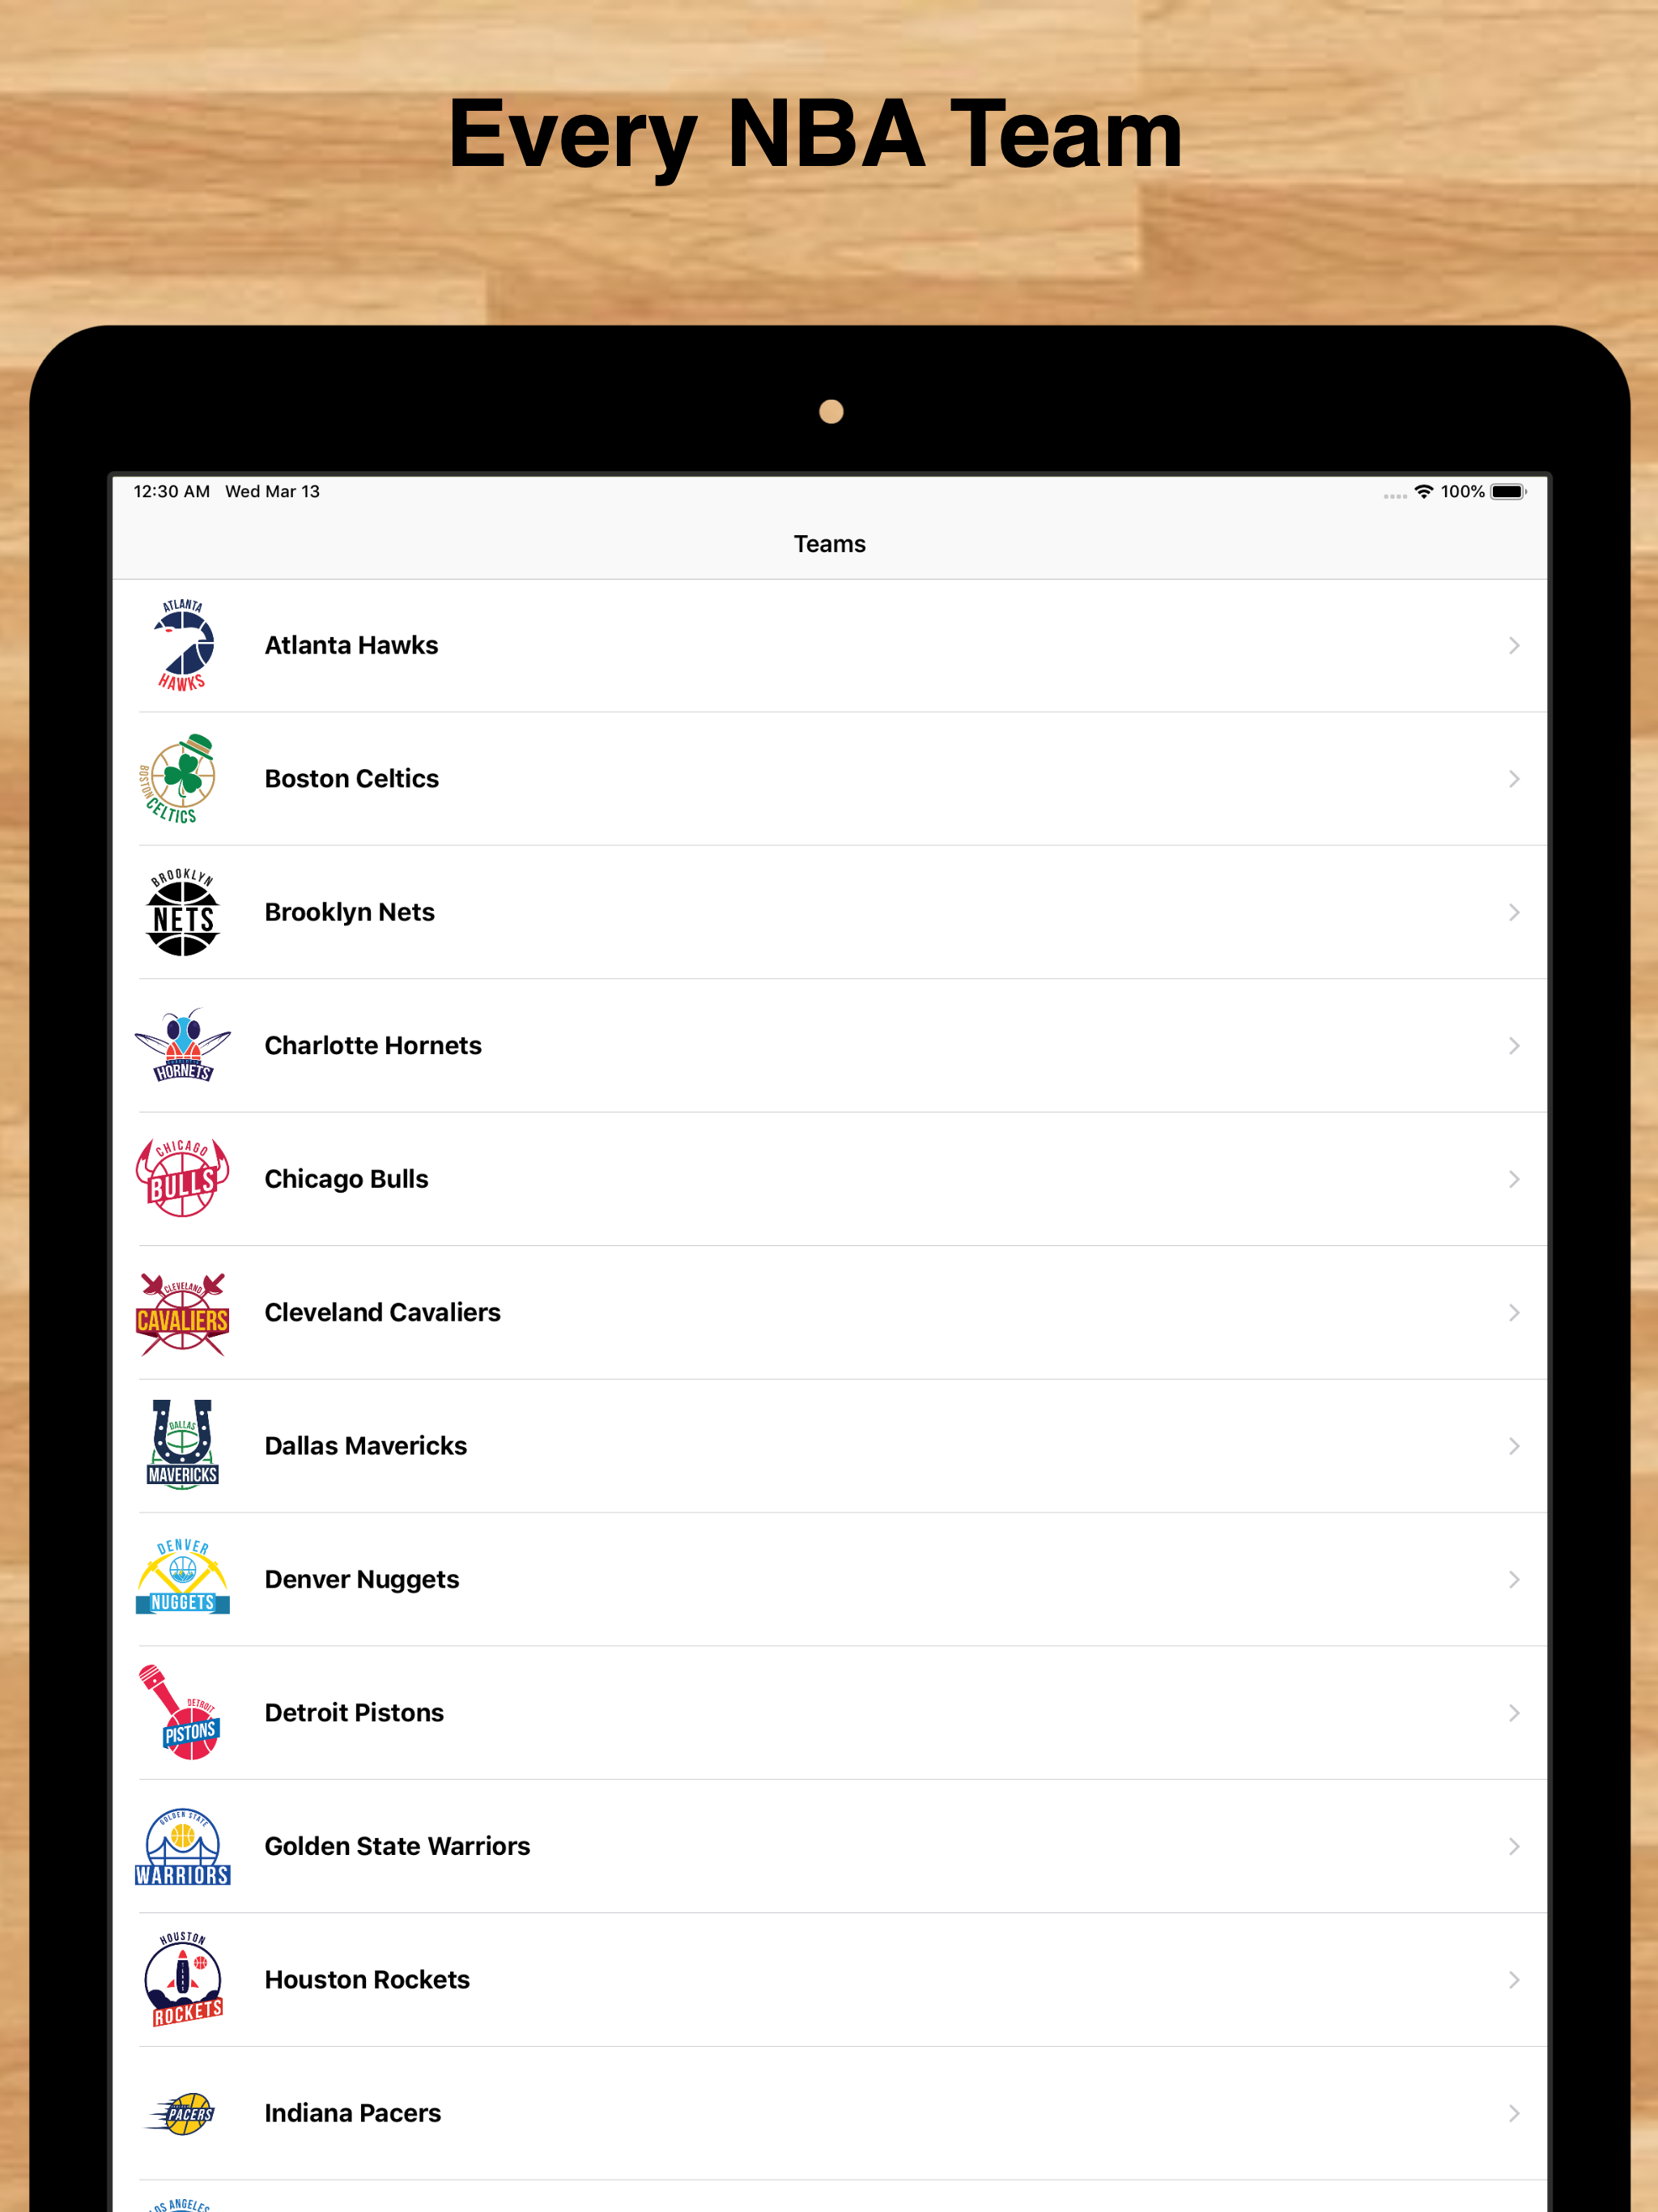 Every NBA Team
12:30 AM Wed Mar 13
100%
Teams
ATLANTA
HAWKS
Atlanta Hawks
BOSTON
CELTICS
Boston Celtics
BROOKLYN
NETS
Brooklyn Nets
HORNETS
Charlotte Hornets
CHICAGO
BULLS
Chicago Bulls
CLEVELAND
CAVALIERS
Cleveland Cavaliers
DALLAS
MAVERICKS
Dallas Mavericks
DENVER
NUGGETS
Denver Nuggets
DETROIT
PISTONS
Detroit Pistons
GOLDEN STATE
WARRIORS
Golden State Warriors
HOUSTON
ROCKETS
Houston Rockets
PACERS
Indiana Pacers
LOS ANGELES